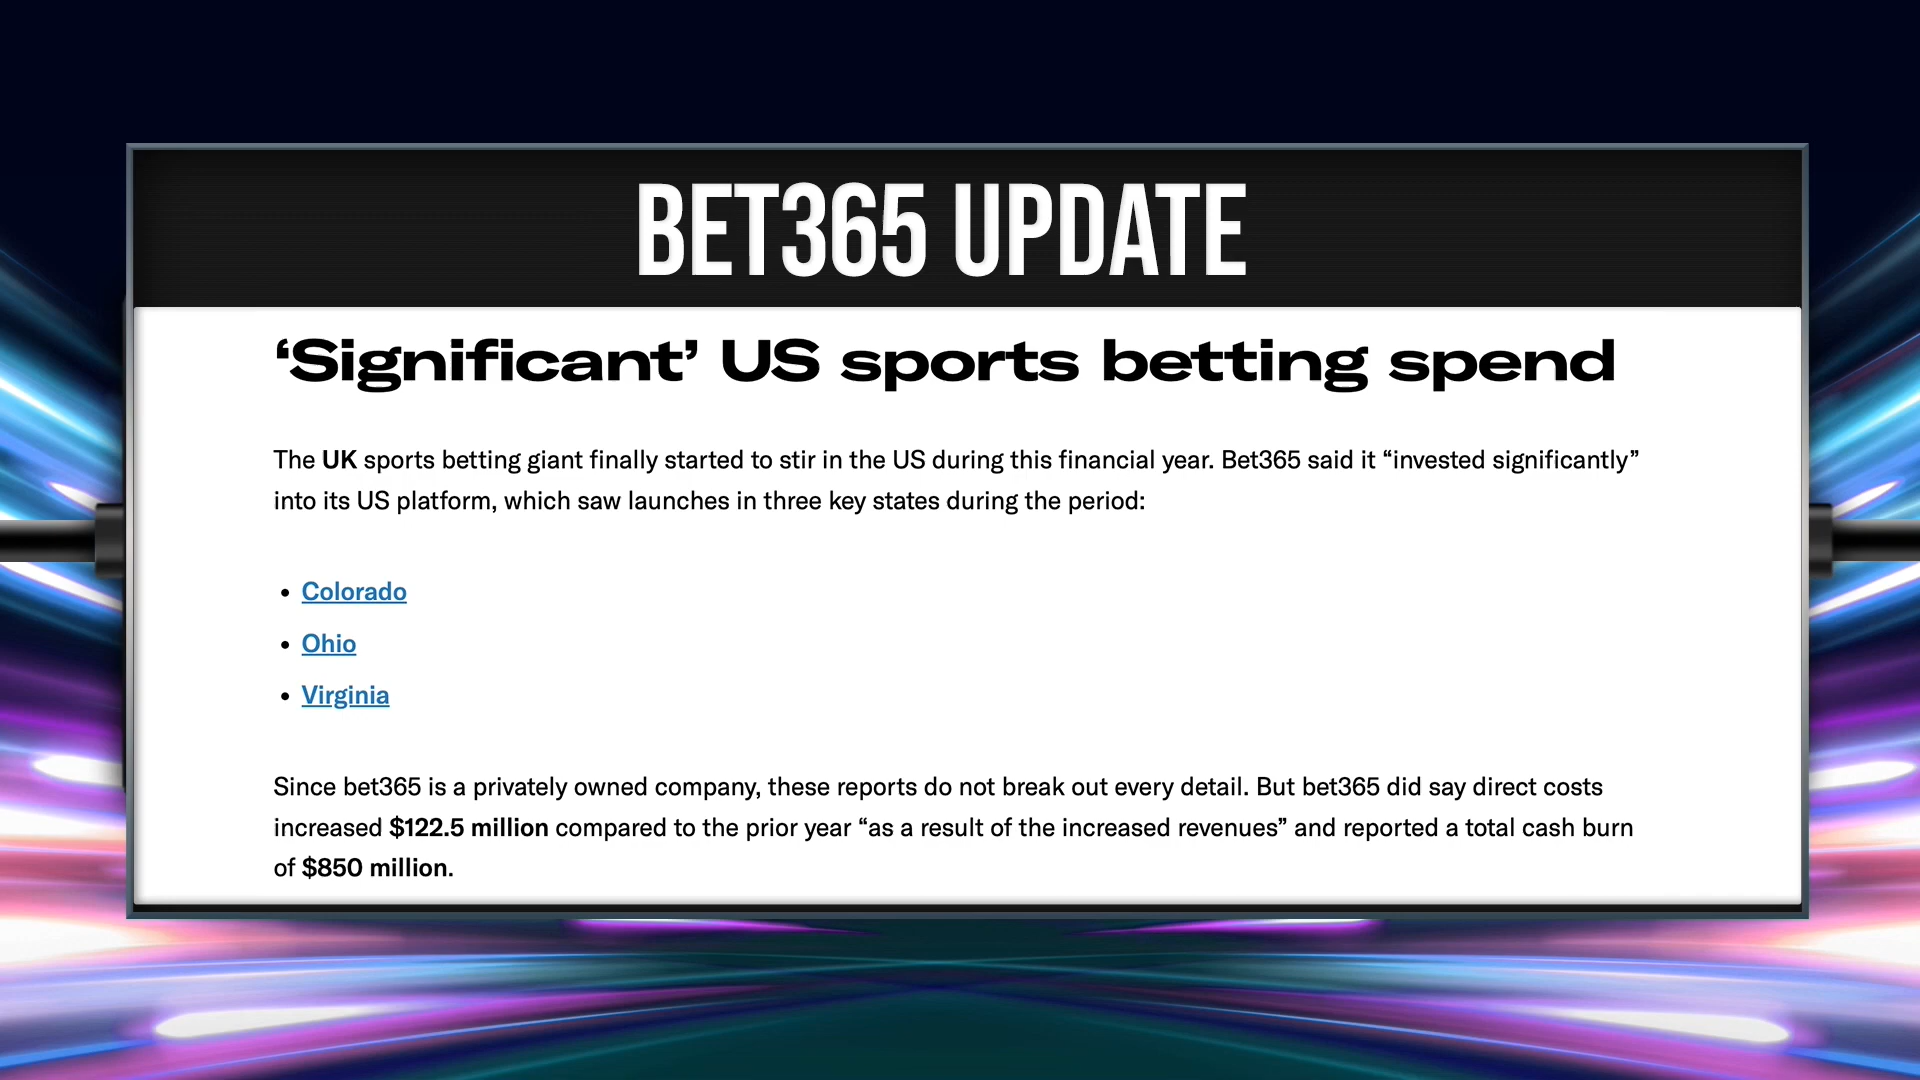 BET365 UPDATE
‘Significant’ US sports betting spend
The UK sports betting giant finally started to stir in the US during this financial year. Bet365 said it “invested significantly”
into its US platform, which saw launches in three key states during the period:
• Colorado
• Ohio
• Virginia
Since bet365 is a privately owned company, these reports do not break out every detail. But bet365 did say direct costs
increased $122.5 million compared to the prior year “as a result of the increased revenues” and reported a total cash burn
of $850 million.